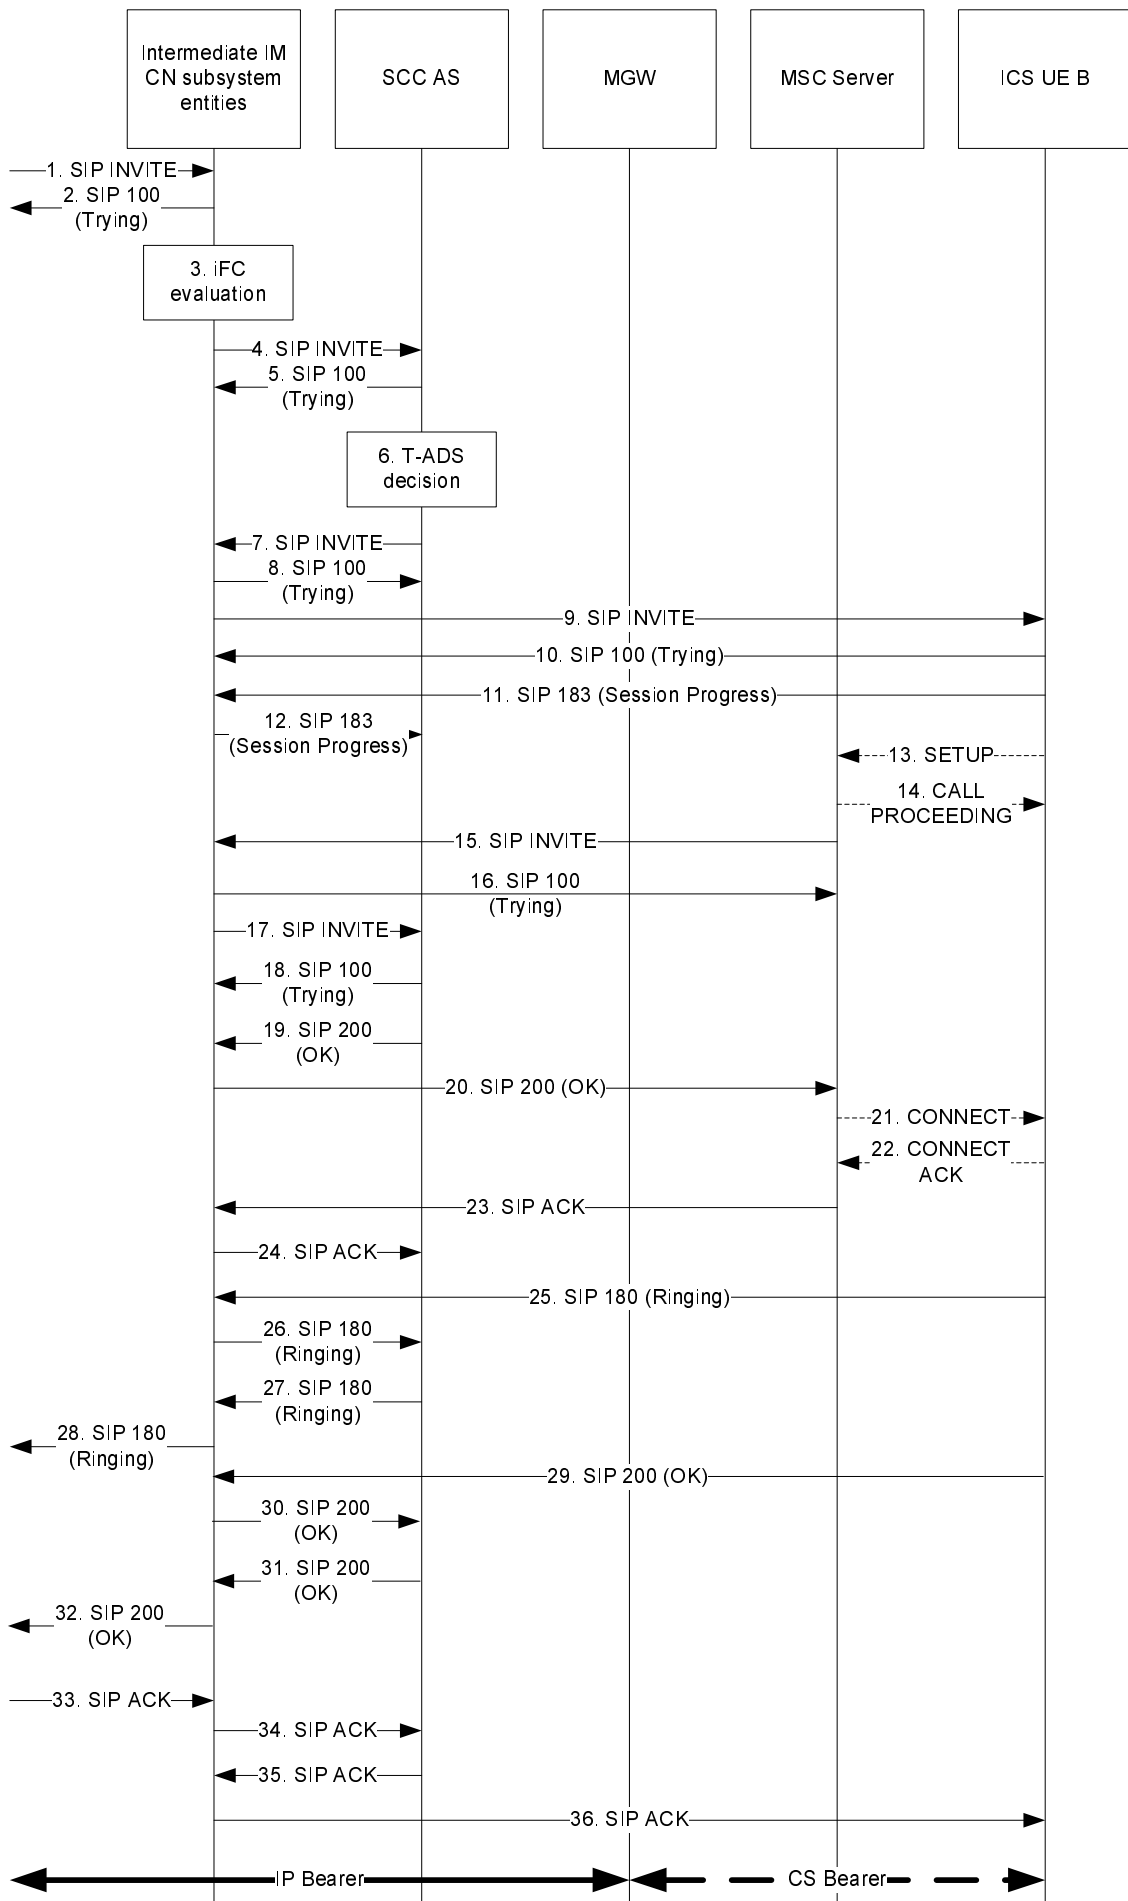 Intermediate IM
CN subsystem
entities
SCC AS
MGW
MSC Server
ICS UE B
1. SIP INVITE
2. SIP 100
(Trying)
3. iFC
evaluation
4. SIP INVITE
5. SIP 100
(Trying)
6. T-ADS
decision
7. SIP INVITE
8. SIP 100
(Trying)
9. SIP INVITE
10. SIP 100 (Trying)
11. SIP 183 (Session Progress)
12. SIP 183
(Session Progress)
13. SETUP
14. CALL
PROCEEDING
15. SIP INVITE
16. SIP 100
(Trying)
17. SIP INVITE
18. SIP 100
(Trying)
19. SIP 200
(OK)
20. SIP 200 (OK)
21. CONNECT
22. CONNECT
ACK
23. SIP ACK
24. SIP ACK
25. SIP 180 (Ringing)
26. SIP 180
(Ringing)
27. SIP 180
(Ringing)
28. SIP 180
(Ringing)
29. SIP 200 (OK)
30. SIP 200
(OK)
31. SIP 200
(OK)
32. SIP 200
(OK)
33. SIP ACK
34. SIP ACK
35. SIP ACK
36. SIP ACK
IP Bearer
CS Bearer